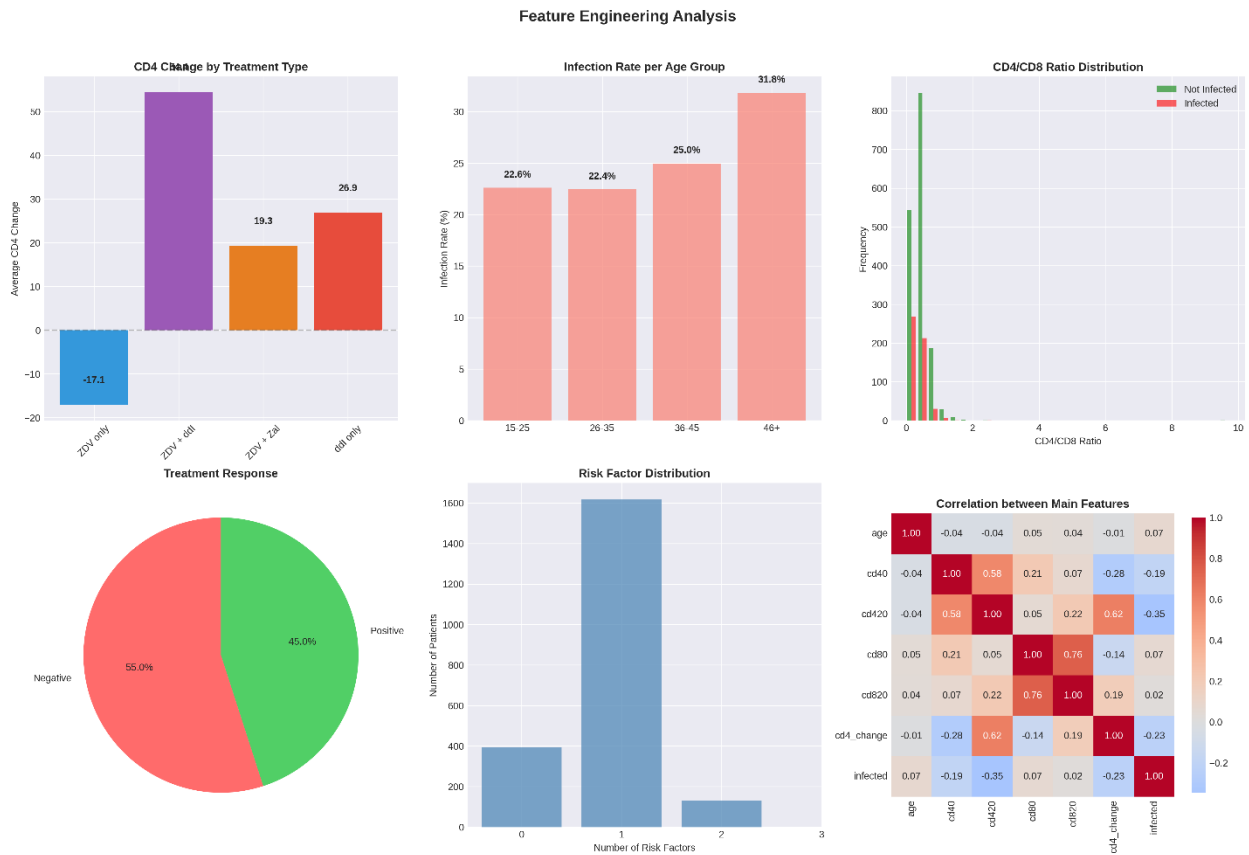 Feature Engineering Analysis
CD4 Change by Treatment Type
Average CD4 Change
50
40
30
20
10
0
−10
−20
-17.1
19.3
26.9
ZDV only
ZDV + ddI
ZDV + Zal
ddI only
Infection Rate per Age Group
Infection Rate (%)
30
25
20
15
10
5
0
22.6%
22.4%
25.0%
31.8%
15-25
26-35
36-45
46+
CD4/CD8 Ratio Distribution
Not Infected
Infected
Frequency
800
700
600
500
400
300
200
100
0
0 2 4 6 8 10
CD4/CD8 Ratio
Treatment Response
Negative
55.0%
45.0%
Positive
Risk Factor Distribution
Number of Patients
1600
1400
1200
1000
800
600
400
200
0
0 1 2 3
Number of Risk Factors
Correlation between Main Features
age 1.00 -0.04 -0.04 0.05 0.04 -0.01 0.07
cd40 -0.04 1.00 0.58 0.21 0.07 -0.28 -0.19
cd420 -0.04 0.58 1.00 0.05 0.22 0.62 -0.35
cd80 0.05 0.21 0.05 1.00 0.76 -0.14 0.07
cd820 0.04 0.07 0.22 0.76 1.00 0.19 0.02
cd4_change -0.01 -0.28 0.62 -0.14 0.19 1.00 -0.23
infected 0.07 -0.19 -0.35 0.07 0.02 -0.23 1.00
age
cd40
cd420
cd80
cd820
cd4_change
infected
1.0
0.8
0.6
0.4
0.2
0.0
−0.2